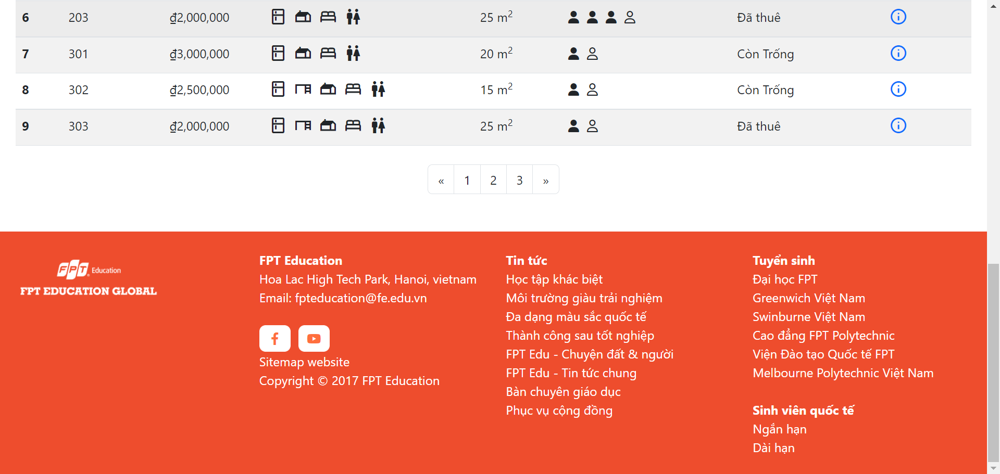 6 203 ₫2,000,000 25 m² Đã thuê
7 301 ₫3,000,000 20 m² Còn Trống
8 302 ₫2,500,000 15 m² Còn Trống
9 303 ₫2,000,000 25 m² Đã thuê
« 1 2 3 »
FPT Education
FPT EDUCATION GLOBAL
FPT Education
Hoa Lac High Tech Park, Hanoi, vietnam
Email: fpteducation@fe.edu.vn
Sitemap website
Copyright © 2017 FPT Education
Tin tức
Học tập khác biệt
Môi trường giàu trải nghiệm
Đa dạng màu sắc quốc tế
Thành công sau tốt nghiệp
FPT Edu - Chuyện đất & người
FPT Edu - Tin tức chung
Bàn chuyên giáo dục
Phục vụ cộng đồng
Tuyển sinh
Đại học FPT
Greenwich Việt Nam
Swinburne Việt Nam
Cao đẳng FPT Polytechnic
Viện Đào tạo Quốc tế FPT
Melbourne Polytechnic Việt Nam
Sinh viên quốc tế
Ngắn hạn
Dài hạn